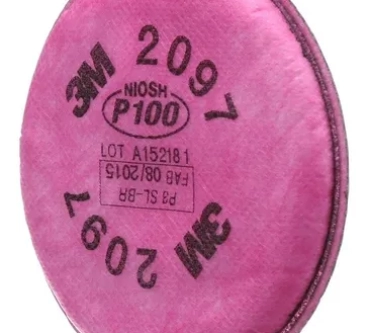 3M 2097
NIOSH
P100
LOT A152181
FAB 08/2015
P3 SL-BR
3M 2097